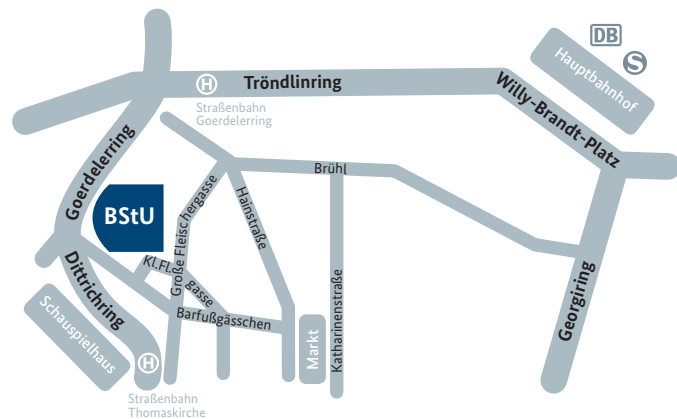 DB
S
Hauptbahnhof
H
Tröndlinring
Willy-Brandt-Platz
Straßenbahn
Goerdelerring
Goerdelerring
Brühl
BStU
Große Fleischergasse
Hainstraße
Kl.Fl.
gasse
Dittrichring
Katharinenstraße
Georgiring
Barfußgässchen
Schauspielhaus
Markt
H
Straßenbahn
Thomaskirche